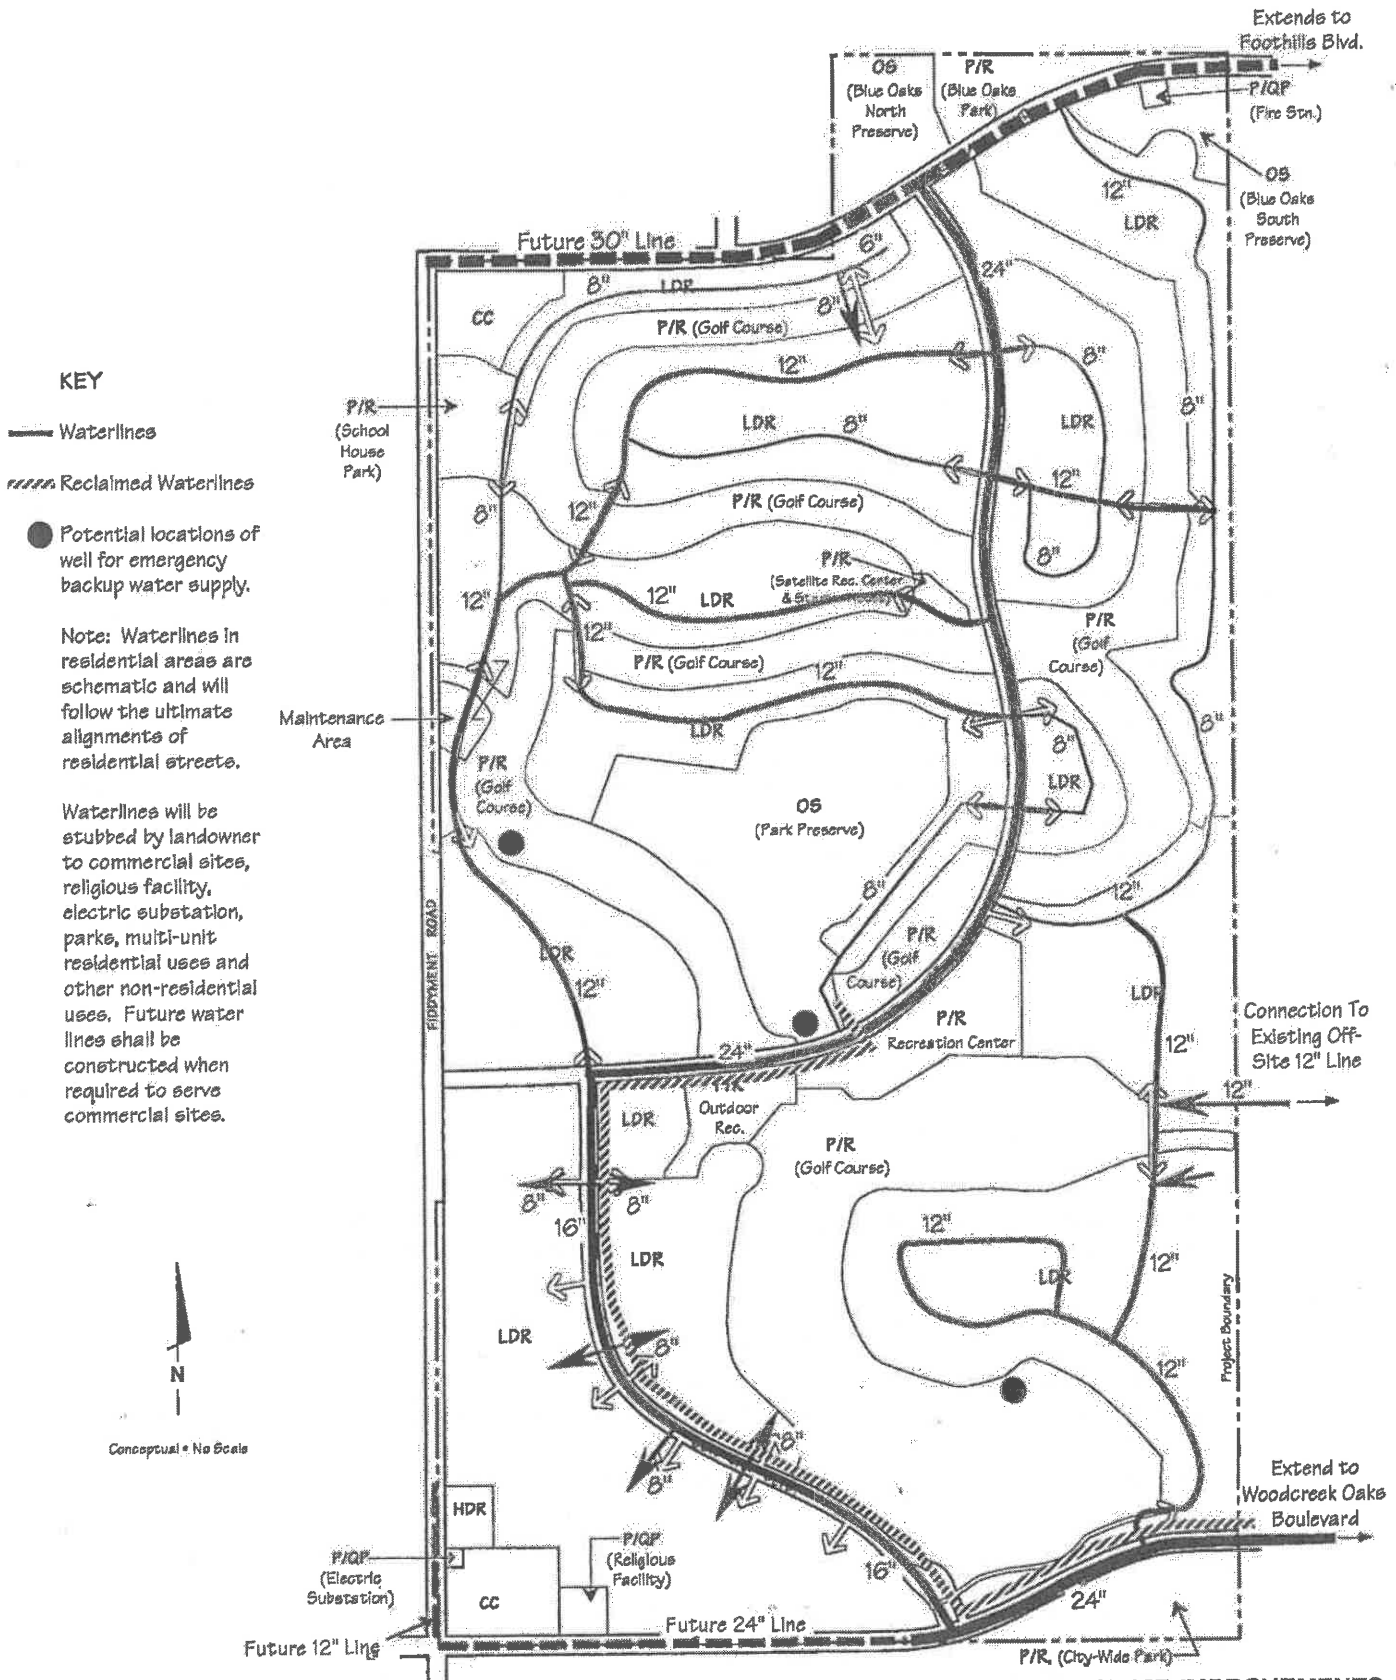 Extends to
Foothills Blvd.
OS
(Blue Oaks
North
Preserve)
P/R
(Blue Oaks
Park)
P/QP
(Fire Stn.)
OS
(Blue Oaks
South
Preserve)
12"
LDR
Future 30" Line
6"
24"
8"
LDR
8"
CC
P/R (Golf Course)
12"
8"
KEY
Waterlines
Reclaimed Waterlines
Potential locations of
well for emergency
backup water supply.
Note: Waterlines in
residential areas are
schematic and will
follow the ultimate
alignments of
residential streets.
Waterlines will be
stubbed by landowner
to commercial sites,
religious facility,
electric substation,
parks, multi-unit
residential uses and
other non-residential
uses. Future water
lines shall be
constructed when
required to serve
commercial sites.
P/R
(School
House
Park)
LDR
8"
LDR
8"
12"
8"
12"
P/R (Golf Course)
8"
P/R
(Satellite Rec. Center
12"
12"
LDR
12"
P/R
(Golf
Course)
P/R (Golf Course)
12"
Maintenance
Area
LDR
8"
8"
LDR
P/R
(Golf
Course)
OS
(Park Preserve)
8"
12"
FIDDYMENT ROAD
LDR
12"
P/R
(Golf
Course)
LDR
P/R
Recreation Center
12"
Connection To
Existing Off-
Site 12" Line
12"
24"
Outdoor
Rec.
LDR
P/R
(Golf Course)
8"
8"
16"
LDR
12"
LDR
12"
Project Boundary
LDR
8"
12"
N
Conceptual • No Scale
8"
8"
Extend to
Woodcreek Oaks
Boulevard
HDR
P/QP
(Electric
Substation)
P/QP
(Religious
Facility)
CC
16"
24"
Future 24" Line
Future 12" Line
P/R (City-Wide Park)